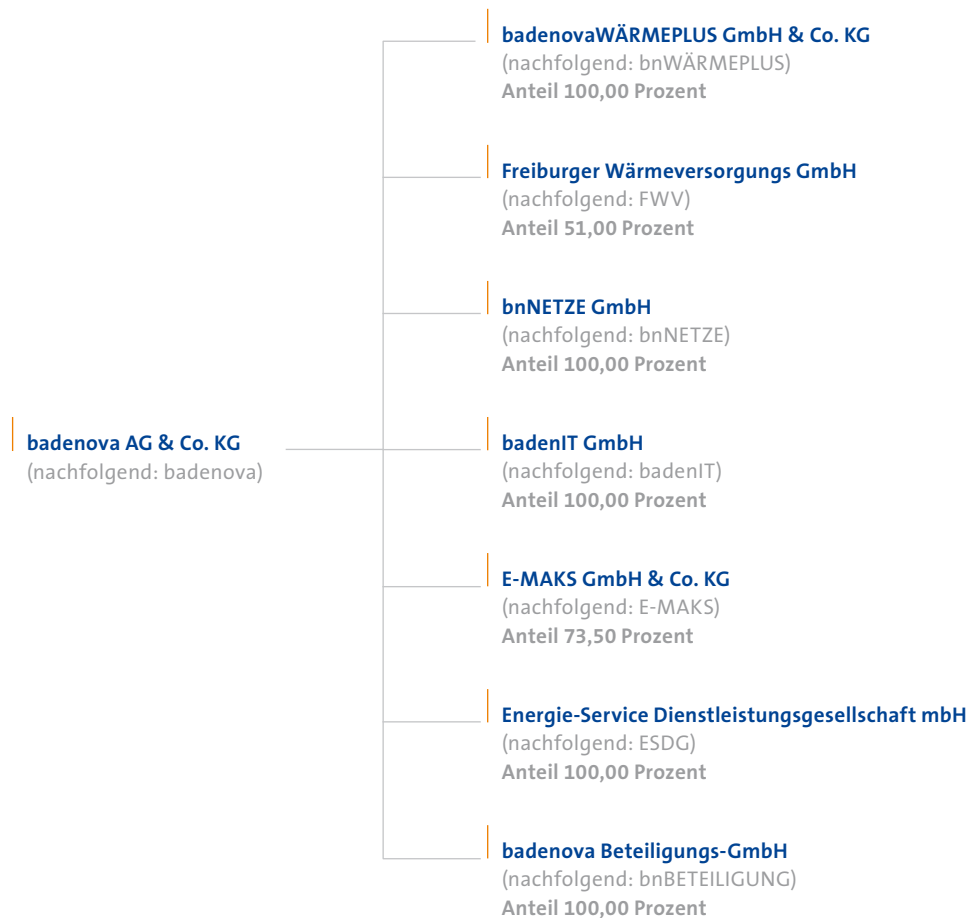 badenovaWÄRMEPLUS GmbH & Co. KG
(nachfolgend: bnWÄRMEPLUS)
Anteil 100,00 Prozent
Freiburger Wärmeversorgungs GmbH
(nachfolgend: FWV)
Anteil 51,00 Prozent
bnNETZE GmbH
(nachfolgend: bnNETZE)
Anteil 100,00 Prozent
badenova AG & Co. KG
(nachfolgend: badenova)
badenIT GmbH
(nachfolgend: badenIT)
Anteil 100,00 Prozent
E-MAKS GmbH & Co. KG
(nachfolgend: E-MAKS)
Anteil 73,50 Prozent
Energie-Service Dienstleistungsgesellschaft mbH
(nachfolgend: ESDG)
Anteil 100,00 Prozent
badenova Beteiligungs-GmbH
(nachfolgend: bnBETEILIGUNG)
Anteil 100,00 Prozent